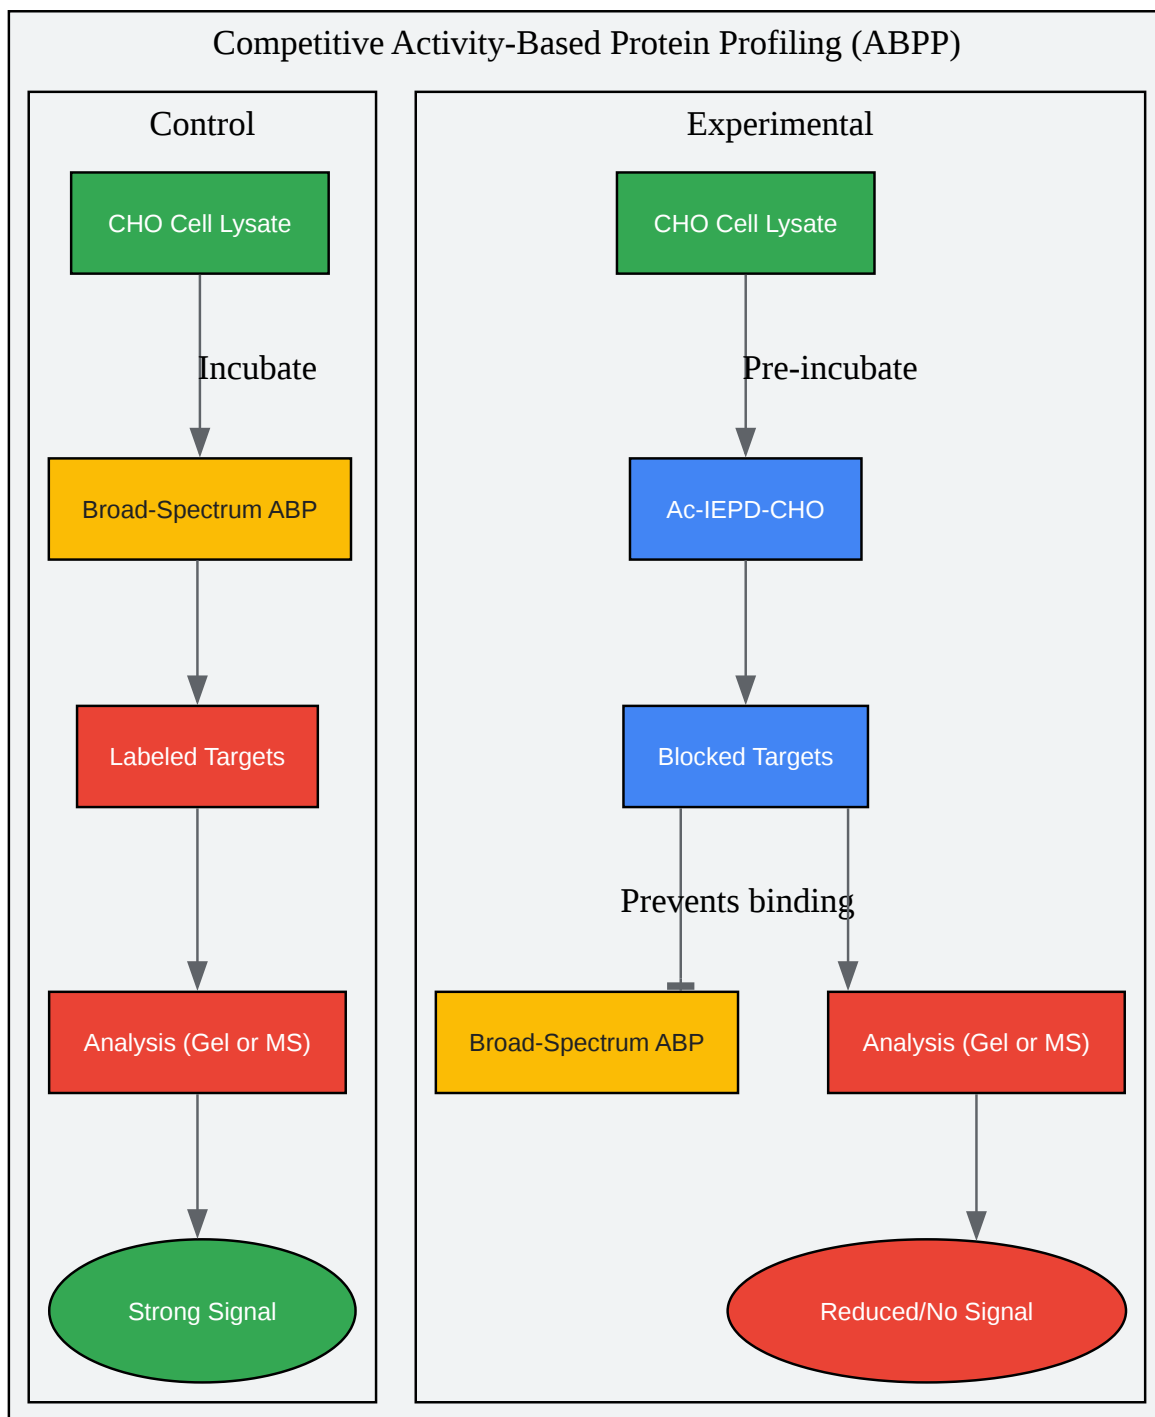 Competitive Activity-Based Protein Profiling (ABPP)
Control
CHO Cell Lysate
Incubate
Broad-Spectrum ABP
Labeled Targets
Analysis (Gel or MS)
Strong Signal
Experimental
CHO Cell Lysate
Pre-incubate
Ac-IEPD-CHO
Blocked Targets
Prevents binding
Broad-Spectrum ABP
Analysis (Gel or MS)
Reduced/No Signal